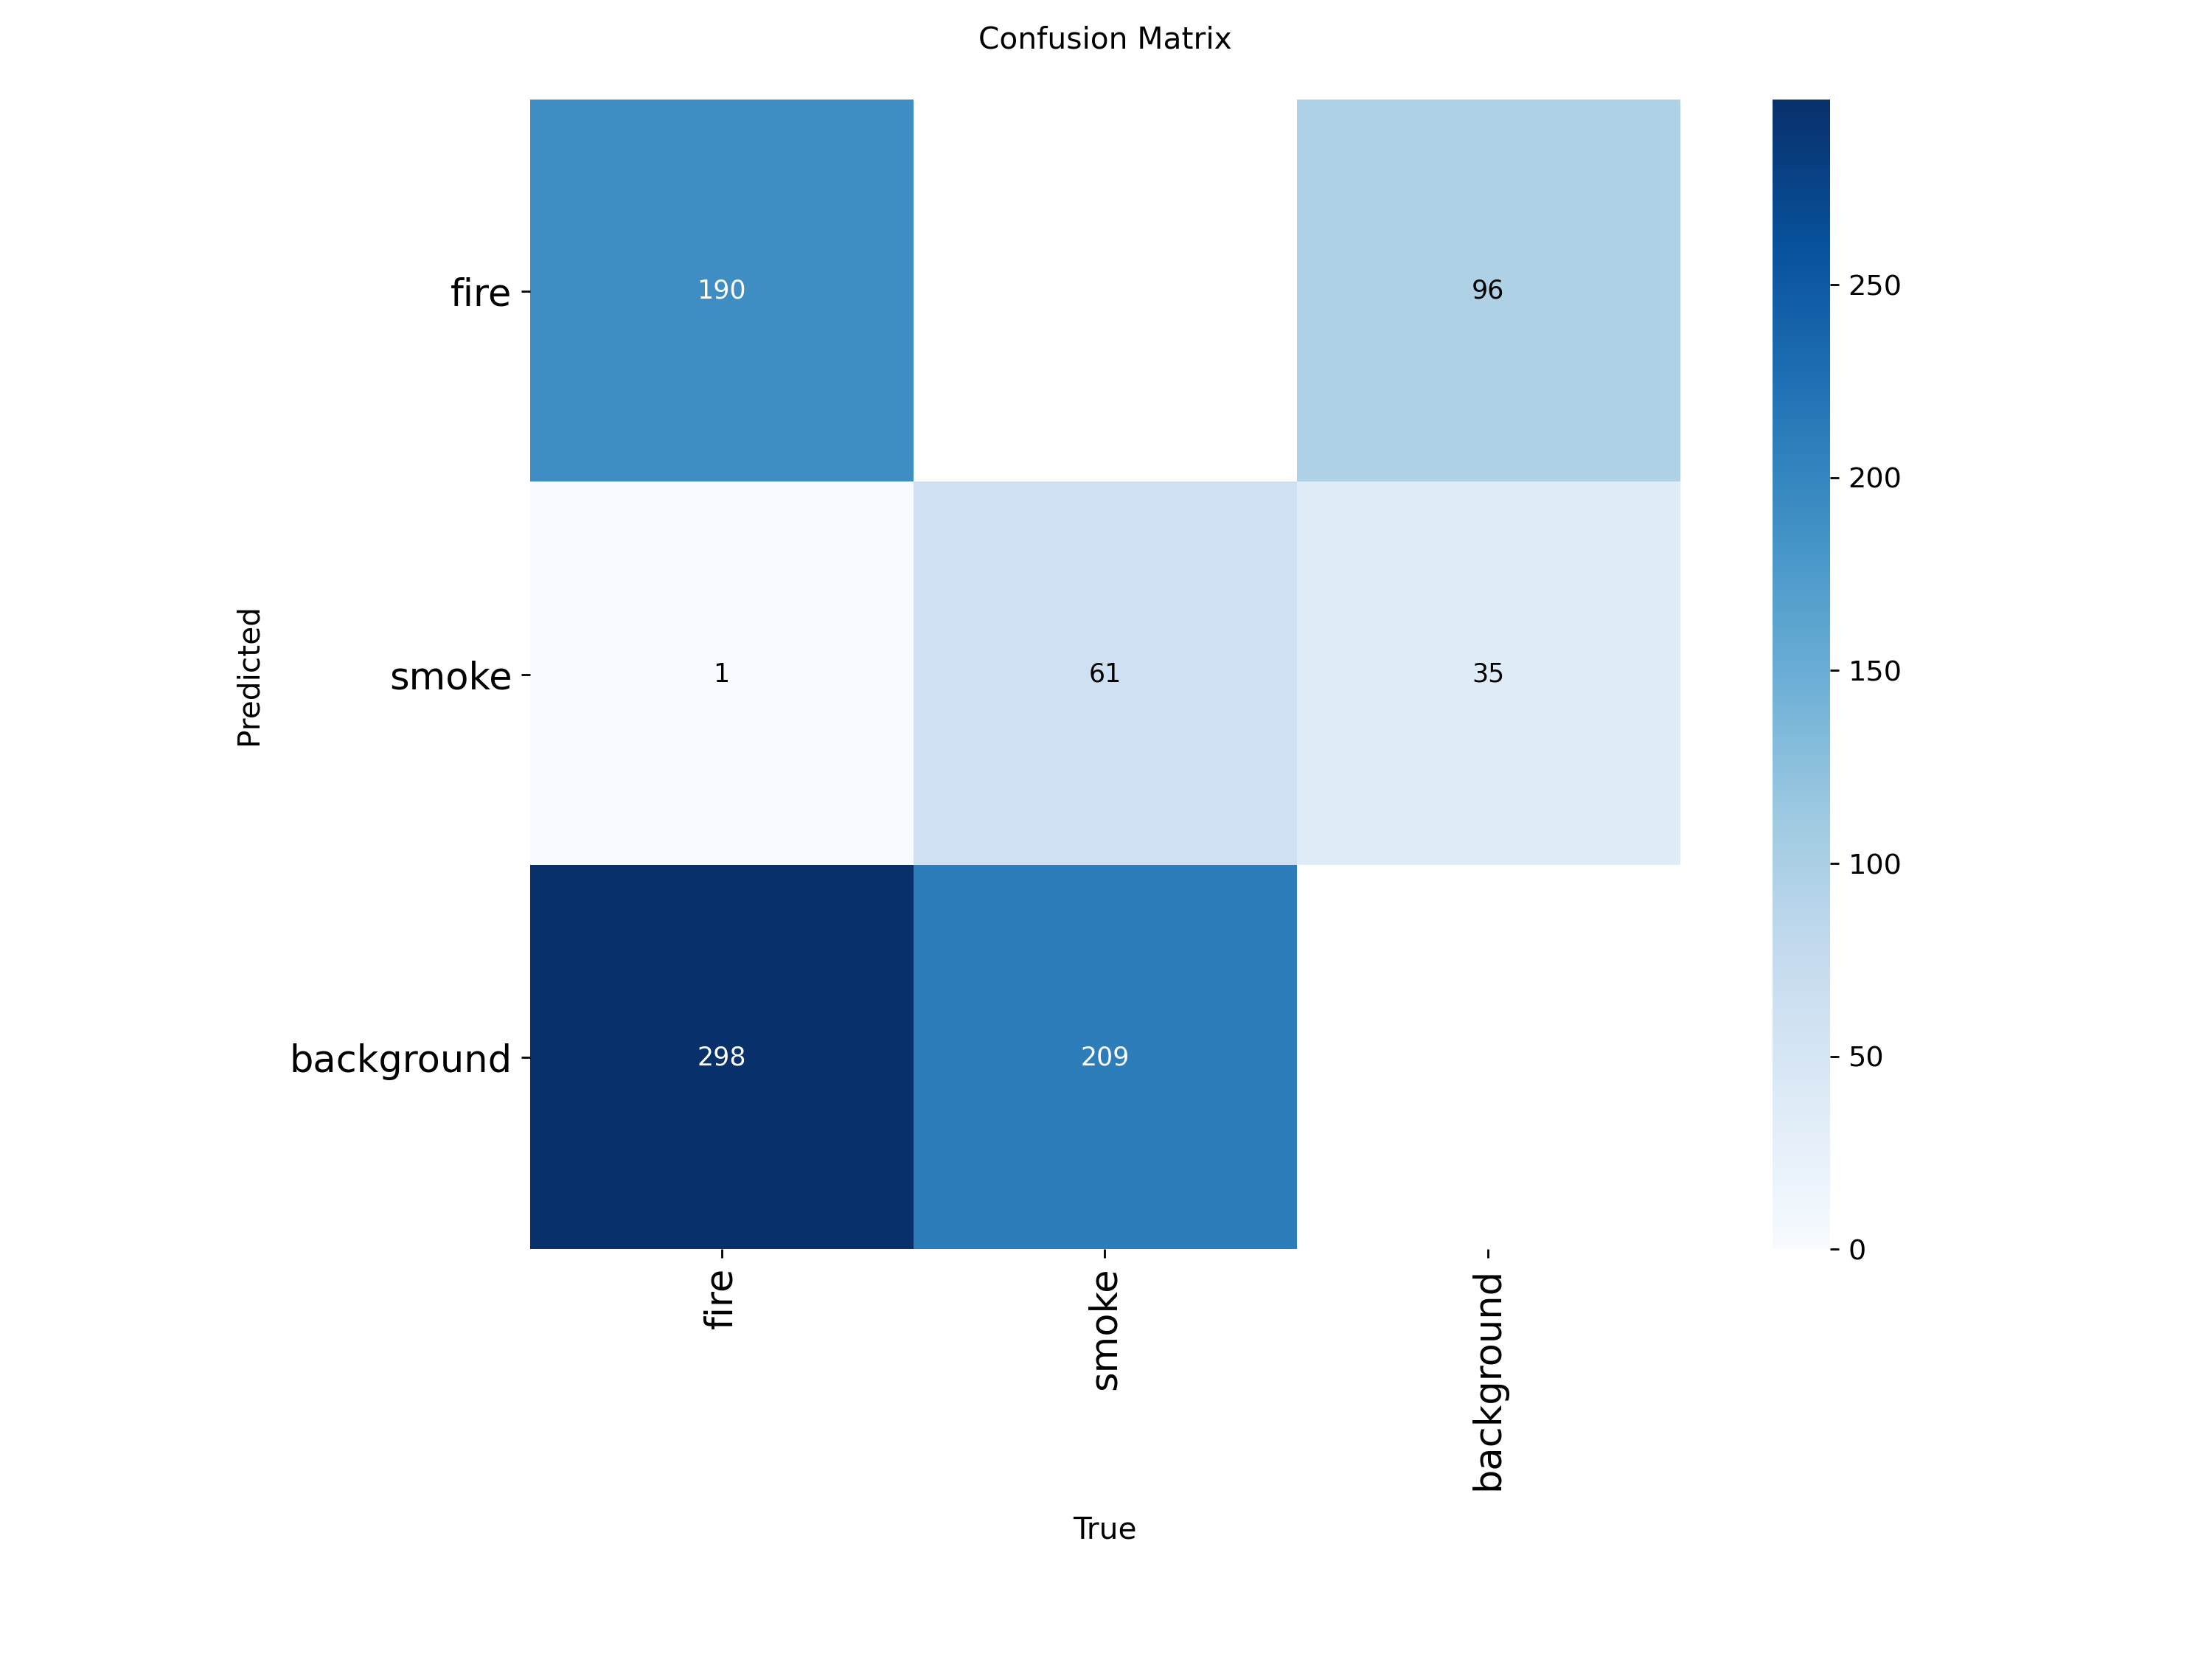 Confusion Matrix
fire
190
96
250
200
Predicted
smoke
1
61
35
150
100
background
298
209
50
0
fire
smoke
background
True